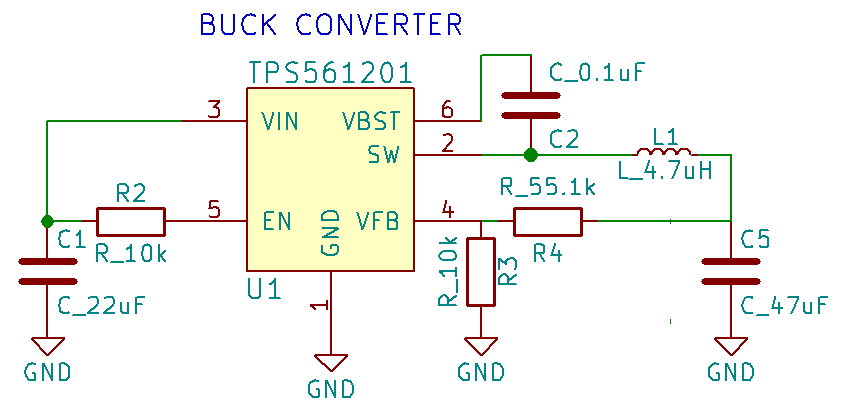 BUCK CONVERTER
TPS561201
C_0.1uF
3
VIN
VBST
6
C2
SW
2
L1
L_4.7uH
R2
R_55.1k
5
EN
GND
VFB
4
C1
R_10k
R_10k
R3
R4
C5
U1
1
C_22uF
C_47uF
GND
GND
GND
GND